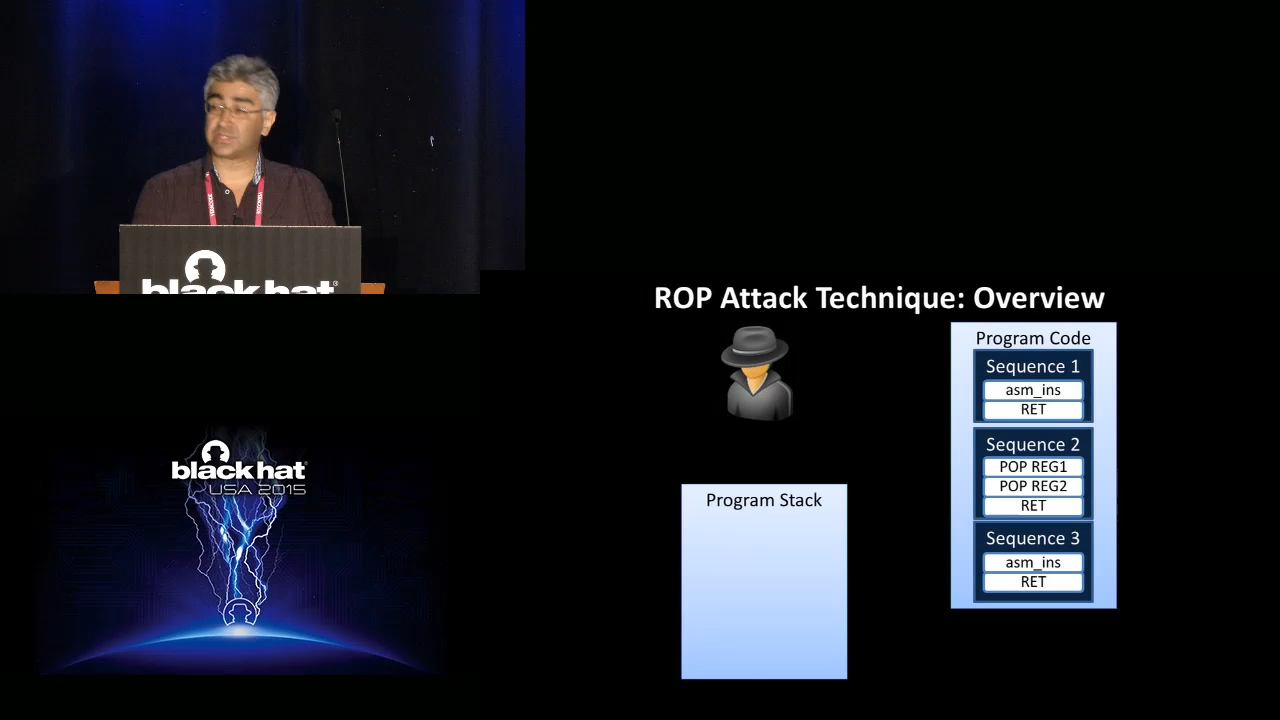 black hat
ROP Attack Technique: Overview
Program Code
Sequence 1
asm_ins
RET
Sequence 2
POP REG1
POP REG2
RET
Sequence 3
asm_ins
RET
Program Stack
black hat
USA 2015